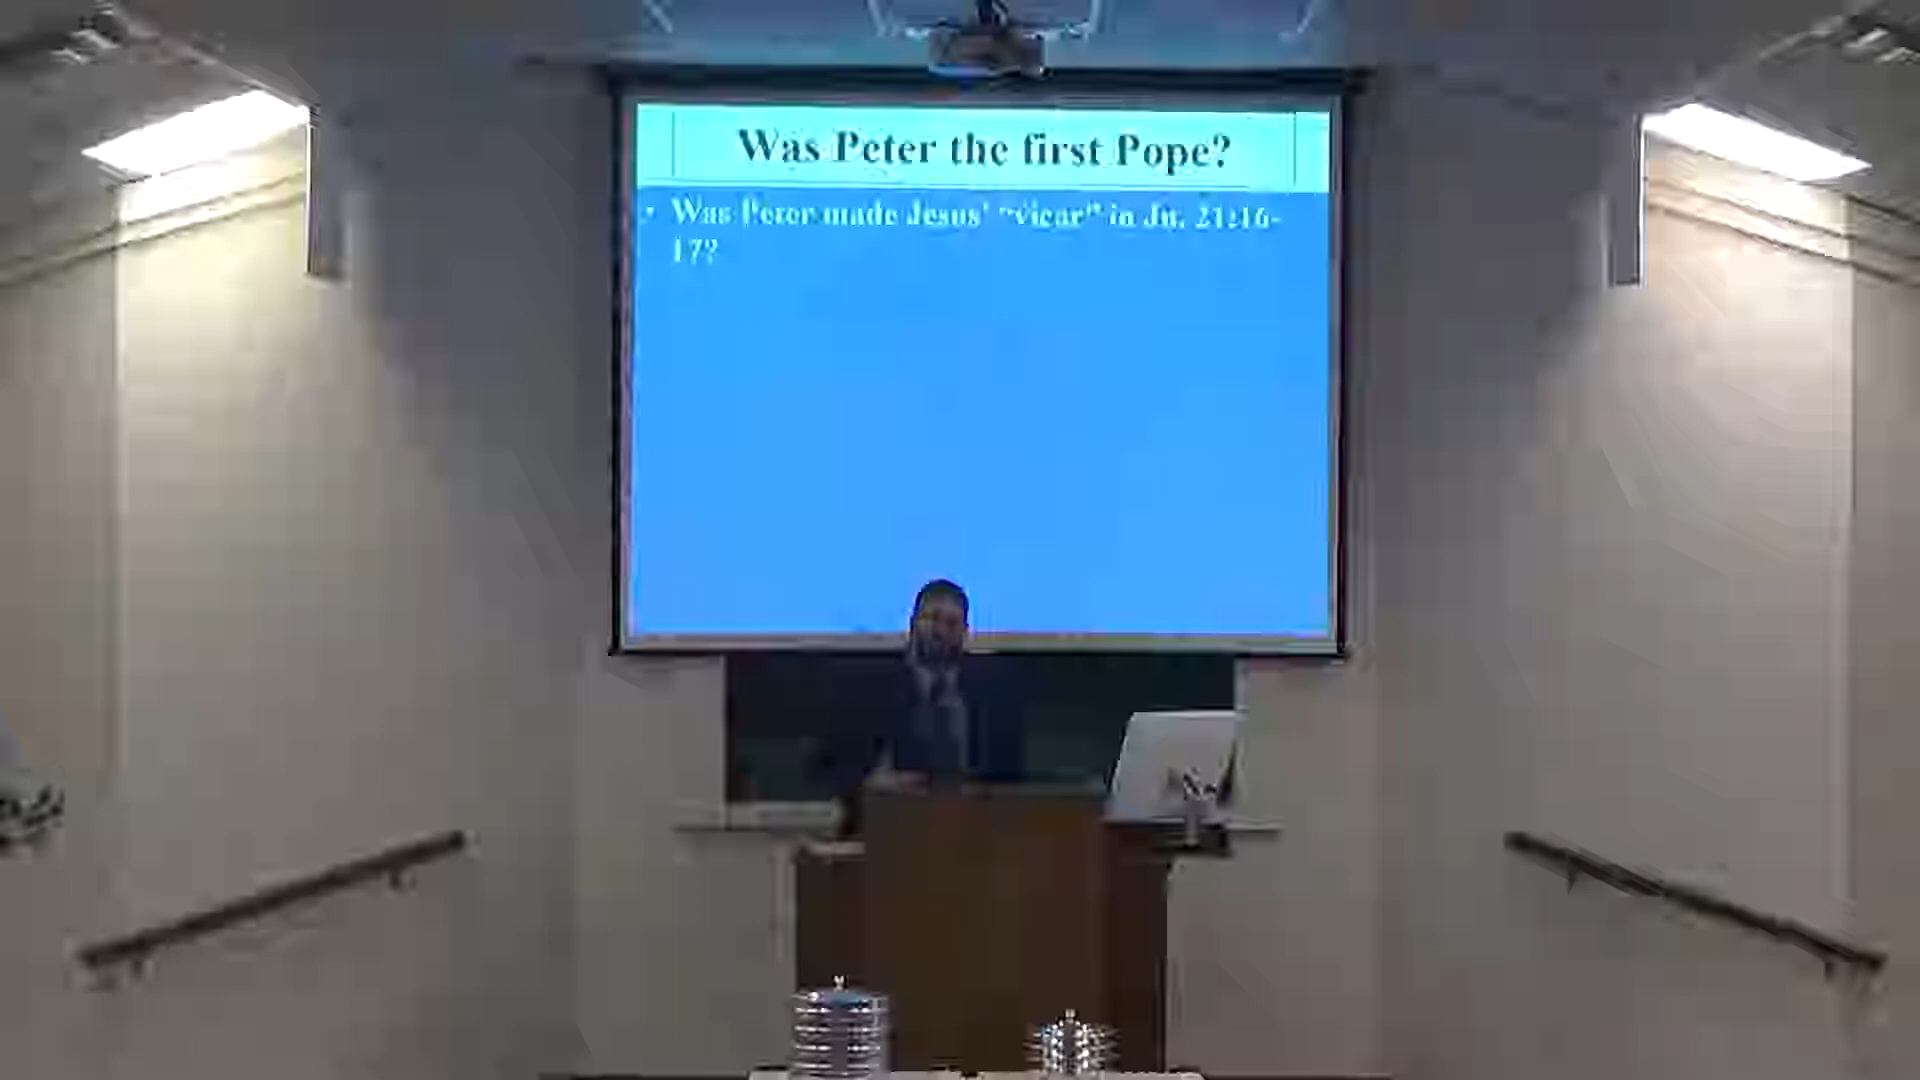 Was Peter the first Pope?
• Was Peter made Jesus' "vicar" in Jn. 21:16-
17?